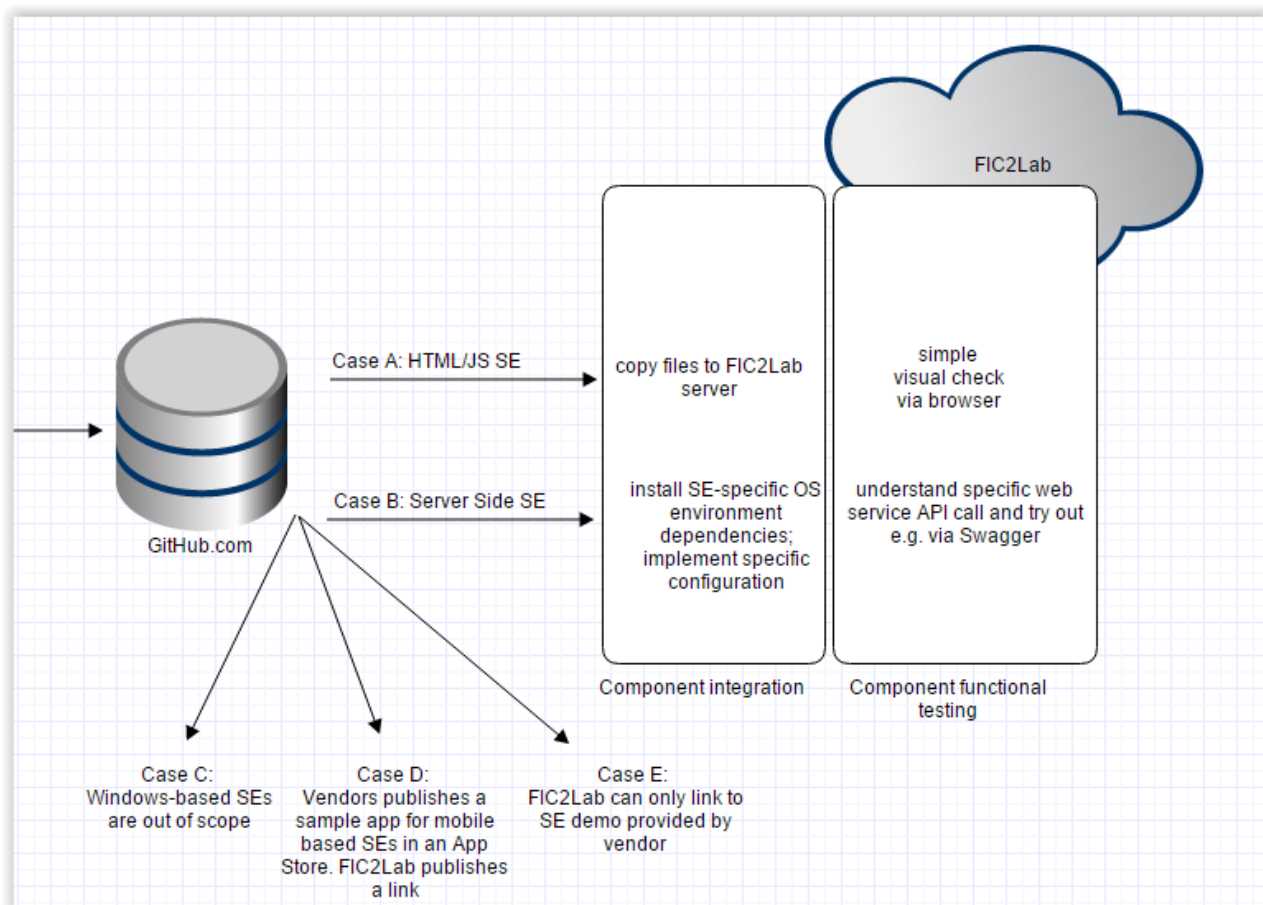 FIC2Lab
Case A: HTML/JS SE
copy files to FIC2Lab
server
simple
visual check
via browser
Case B: Server Side SE
install SE-specific OS
environment
dependencies;
implement specific
configuration
understand specific web
service API call and try out
e.g. via Swagger
GitHub.com
Component integration
Component functional
testing
Case C:
Windows-based SEs
are out of scope
Case D:
Vendors publishes a
sample app for mobile
based SEs in an App
Store. FIC2Lab publishes
a link
Case E:
FIC2Lab can only link to
SE demo provided by
vendor